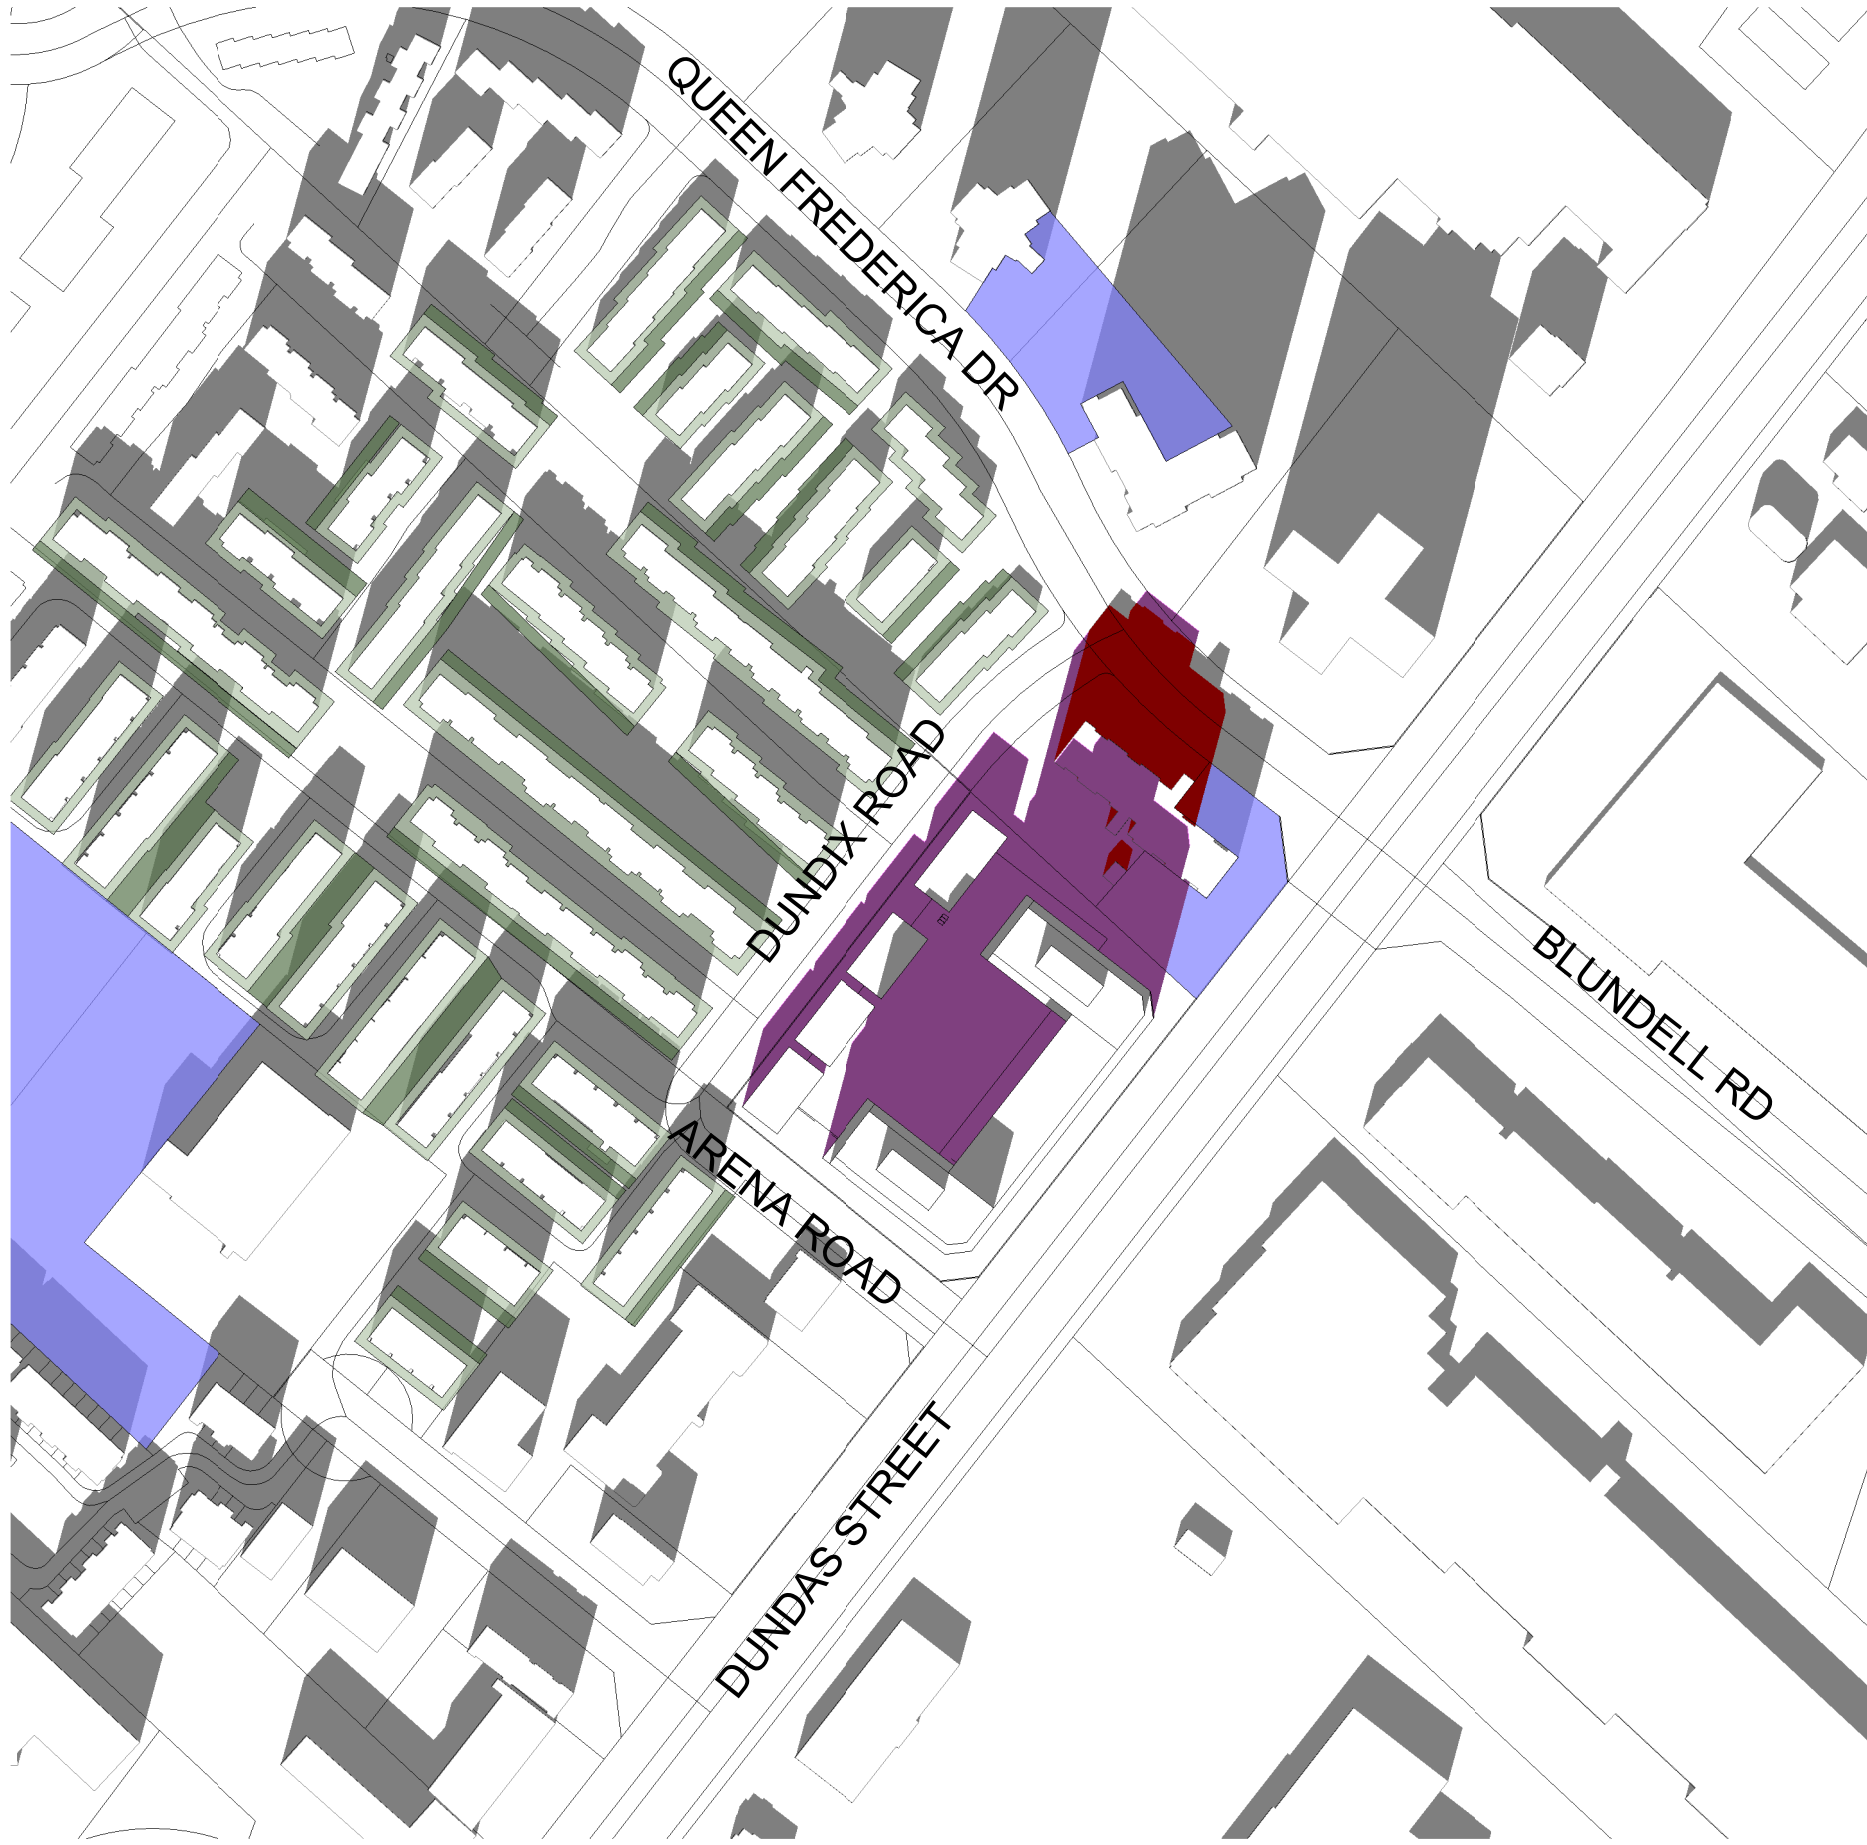 QUEEN FREDERICA DR
DUNDIX ROAD
BLUNDELL RD
ARENA ROAD
DUNDAS STREET